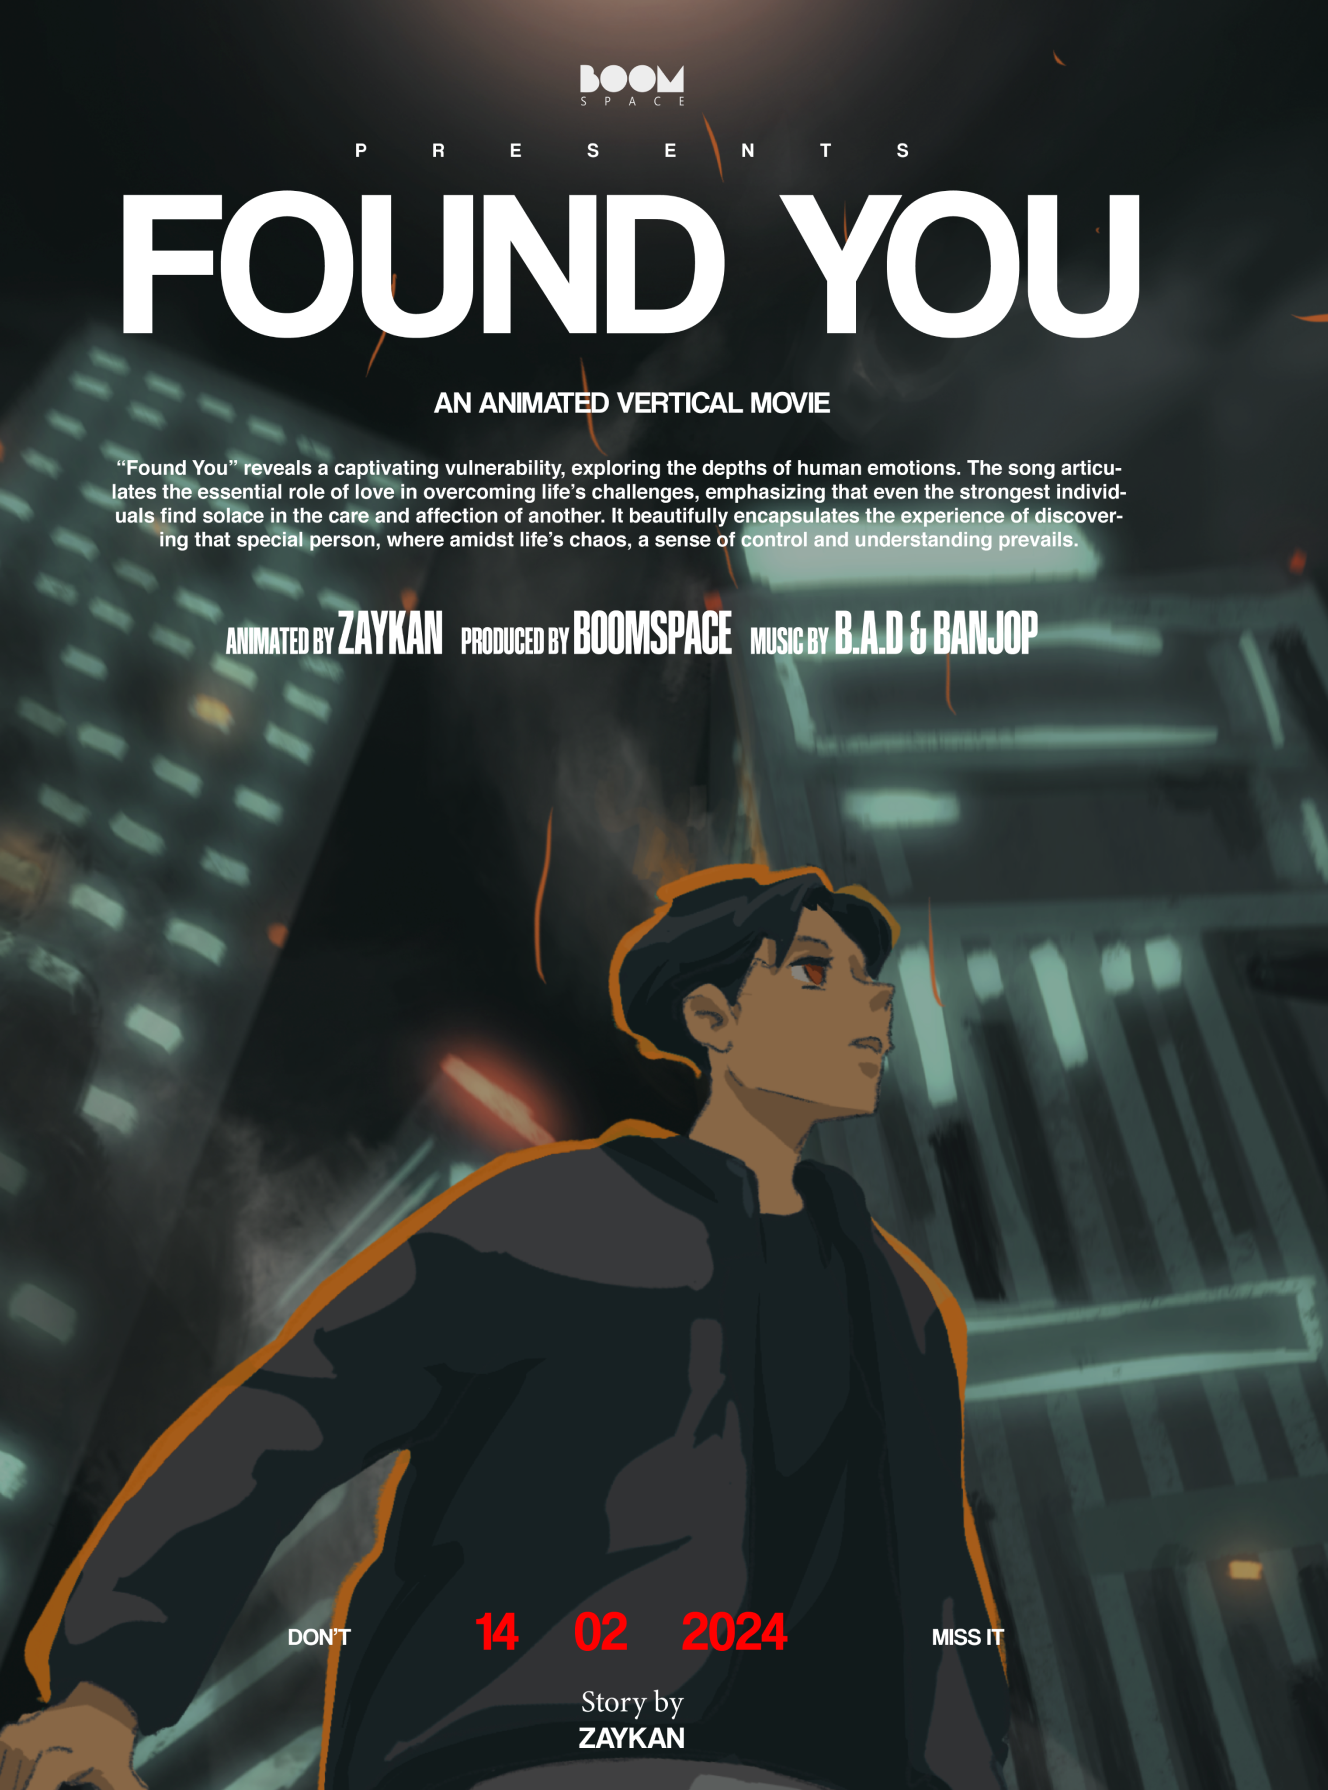 BOOM
SPACE
PRESENTS
FOUND YOU
AN ANIMATED VERTICAL MOVIE
“Found You” reveals a captivating vulnerability, exploring the depths of human emotions. The song articu-
lates the essential role of love in overcoming life’s challenges, emphasizing that even the strongest individ-
uals find solace in the care and affection of another. It beautifully encapsulates the experience of discover-
ing that special person, where amidst life’s chaos, a sense of control and understanding prevails.
ANIMATED BY ZAYKAN PRODUCED BY BOOMSPACE MUSIC BY B.A.D & BANJOP
DON’T 14 02 2024 MISS IT
Story by
ZAYKAN